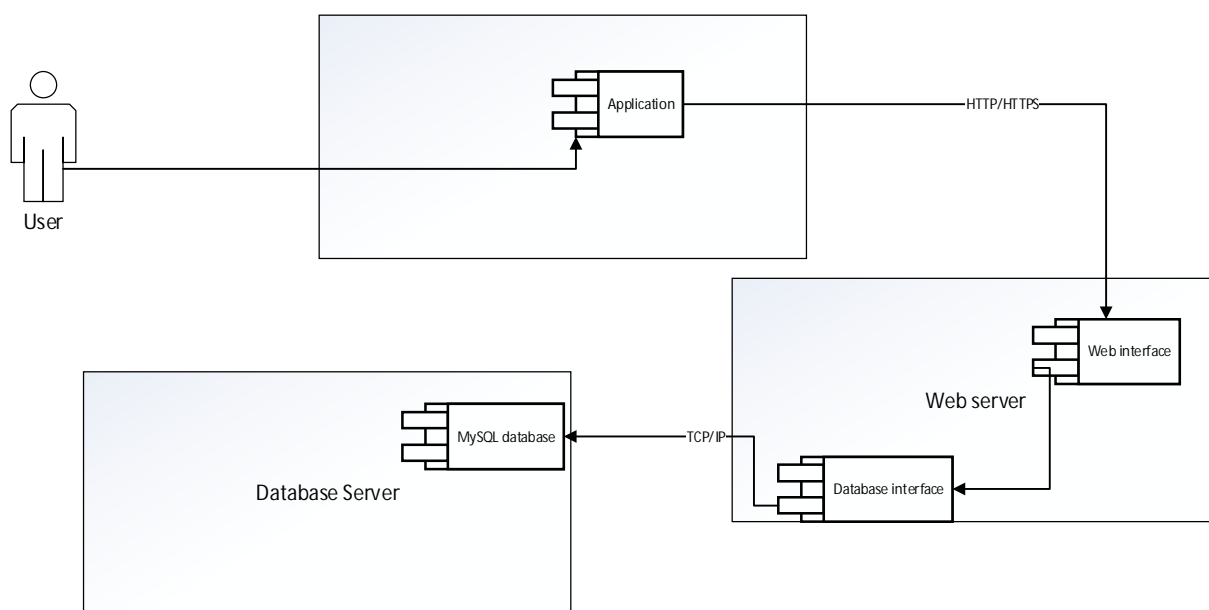 Application
HTTP/HTTPS
User
Web interface
Web server
MySQL database
TCP/IP
Database interface
Database Server